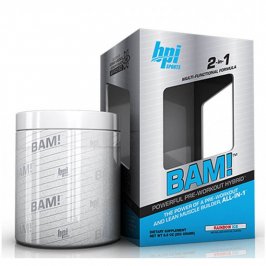 bpi
SPORTS
2-in-1
MULTI-FUNCTIONAL FORMULA
BAM!
BAM!
BAM!
BAM!
POWERFUL PRE-WORKOUT HYBRID
THE POWER OF A PRE-WORKOUT
AND LEAN MUSCLE BUILDER, ALL-IN-1
RAINBOW ICE
DIETARY SUPPLEMENT